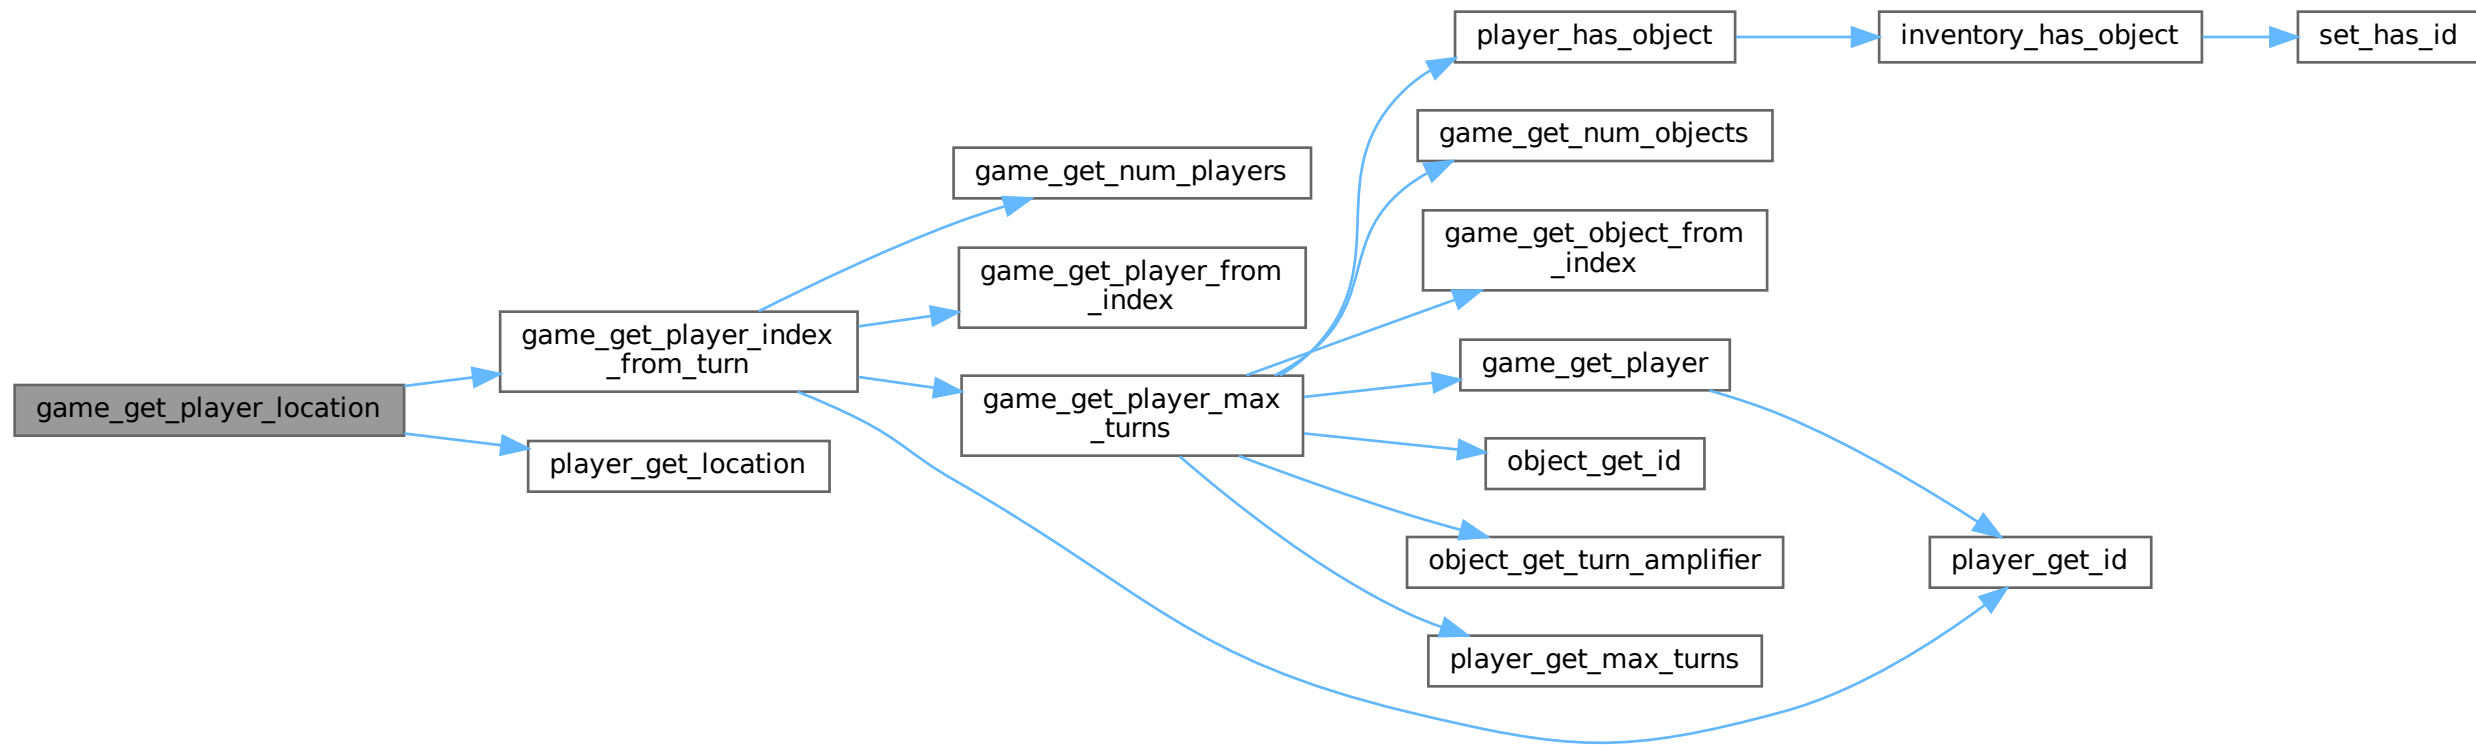 game_get_player_location
game_get_player_index
_from_turn
player_get_location
game_get_num_players
game_get_player_from
_index
game_get_player_max
_turns
player_has_object
game_get_num_objects
game_get_object_from
_index
game_get_player
object_get_id
object_get_turn_amplifier
player_get_max_turns
inventory_has_object
player_get_id
set_has_id